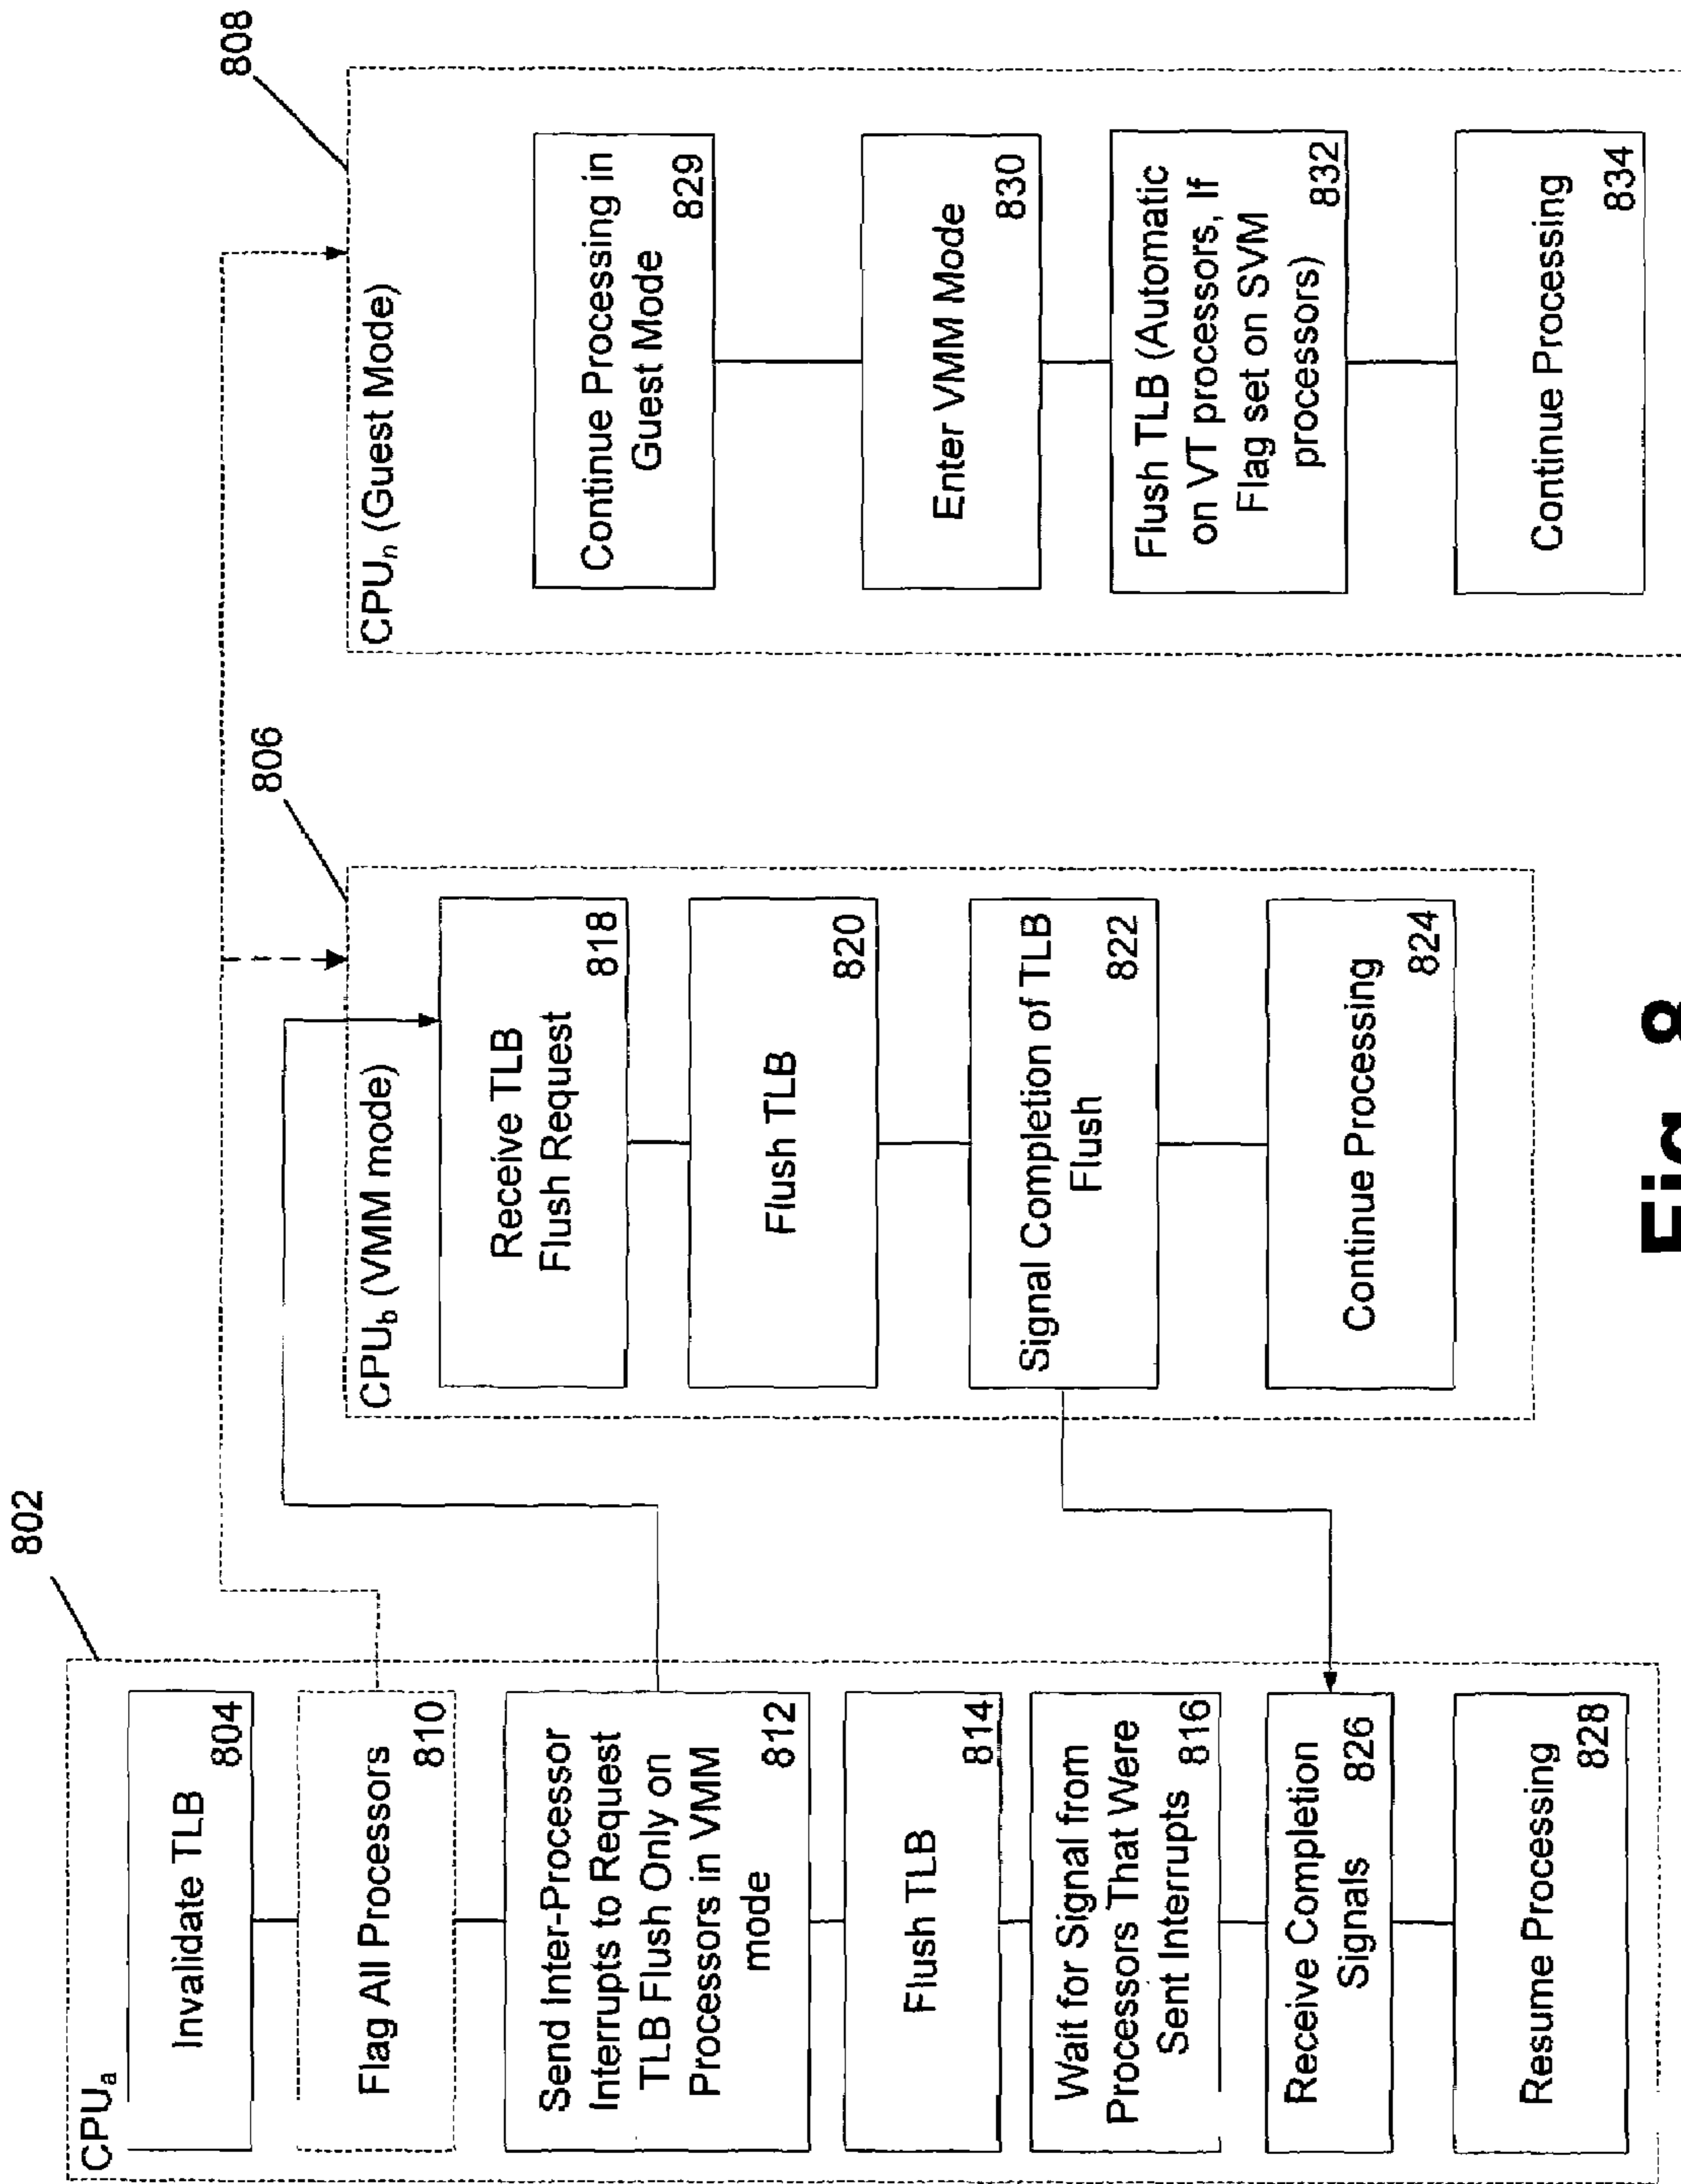 802
CPUa
Invalidate TLB
804
Flag All Processors
810
Send Inter-Processor
Interrupts to Request
TLB Flush Only on
Processors in VMM
mode
812
Flush TLB
814
Wait for Signal from
Processors That Were
Sent Interrupts
816
Receive Completion
Signals
826
Resume Processing
828
806
CPUb (VMM mode)
Receive TLB
Flush Request
818
Flush TLB
820
Signal Completion of TLB
Flush
822
Continue Processing
824
808
CPUn (Guest Mode)
Continue Processing in
Guest Mode
829
Enter VMM Mode
830
Flush TLB (Automatic
on VT processors, If
Flag set on SVM
processors)
832
Continue Processing
834
Fig. 8